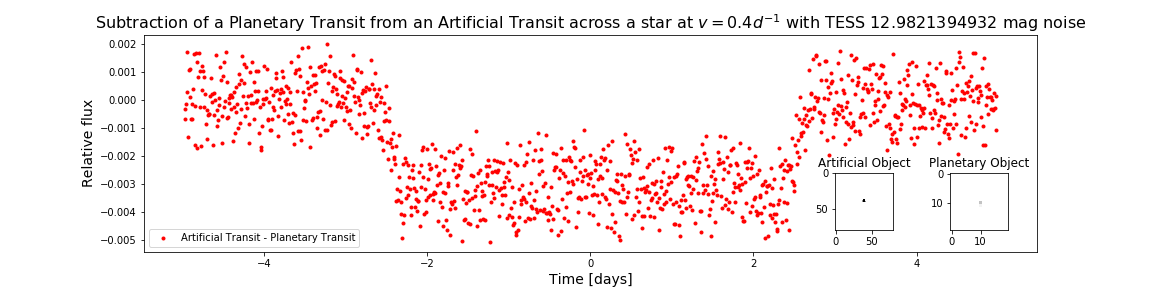 Subtraction of a Planetary Transit from an Artificial Transit across a star at v = 0.4d⁻¹ with TESS 12.9821394932 mag noise
Relative flux
0.002
0.001
0.000
−0.001
−0.002
−0.003
−0.004
−0.005
Artificial Transit - Planetary Transit
Artificial Object
0
50
0 50
Planetary Object
0
10
0 10
−4 −2 0 2 4
Time [days]